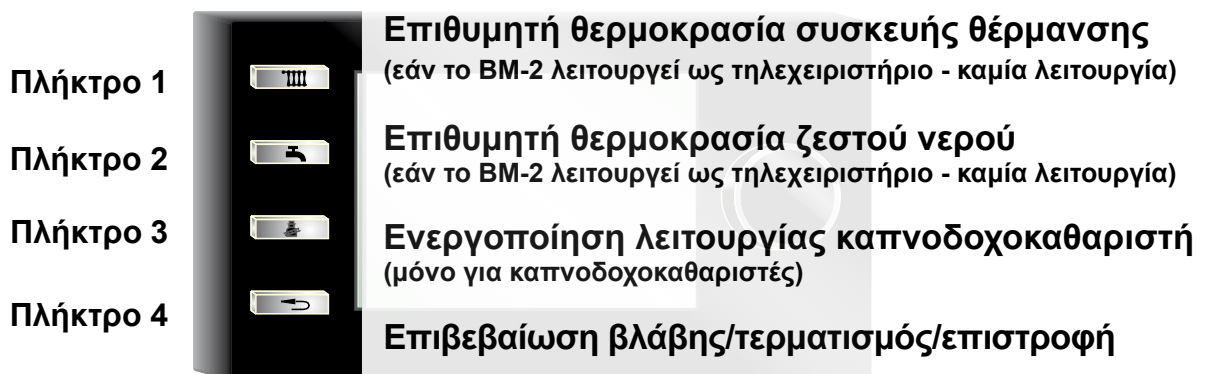 Επιθυμητή θερμοκρασία συσκευής θέρμανσης
Πλήκτρο 1
(εάν το BM-2 λειτουργεί ως τηλεχειριστήριο - καμία λειτουργία)
Επιθυμητή θερμοκρασία ζεστού νερού
Πλήκτρο 2
(εάν το BM-2 λειτουργεί ως τηλεχειριστήριο - καμία λειτουργία)
Πλήκτρο 3
Ενεργοποίηση λειτουργίας καπνοδοχοκαθαριστή
(μόνο για καπνοδοχοκαθαριστές)
Πλήκτρο 4
Επιβεβαίωση βλάβης/τερματισμός/επιστροφή